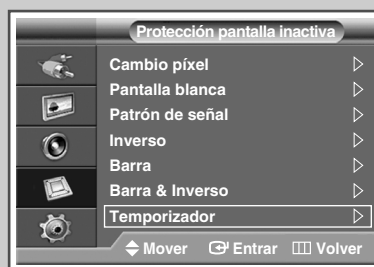 Protección pantalla inactiva
Cambio píxel
Pantalla blanca
Patrón de señal
Inverso
Barra
Barra & Inverso
Temporizador
Mover Entrar Volver